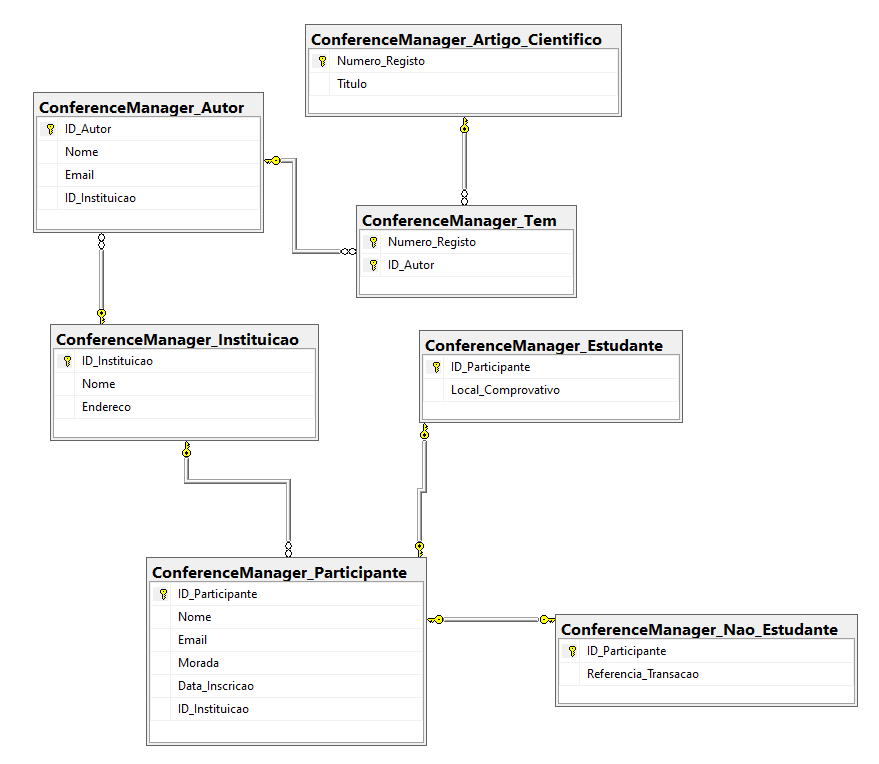 ConferenceManager_Artigo_Cientifico
Numero_Registo
Titulo
ConferenceManager_Autor
ID_Autor
Nome
Email
ID_Instituicao
ConferenceManager_Tem
Numero_Registo
ID_Autor
ConferenceManager_Instituicao
ID_Instituicao
Nome
Endereco
ConferenceManager_Estudante
ID_Participante
Local_Comprovativo
ConferenceManager_Participante
ID_Participante
Nome
Email
Morada
Data_Inscricao
ID_Instituicao
ConferenceManager_Nao_Estudante
ID_Participante
Referencia_Transacao